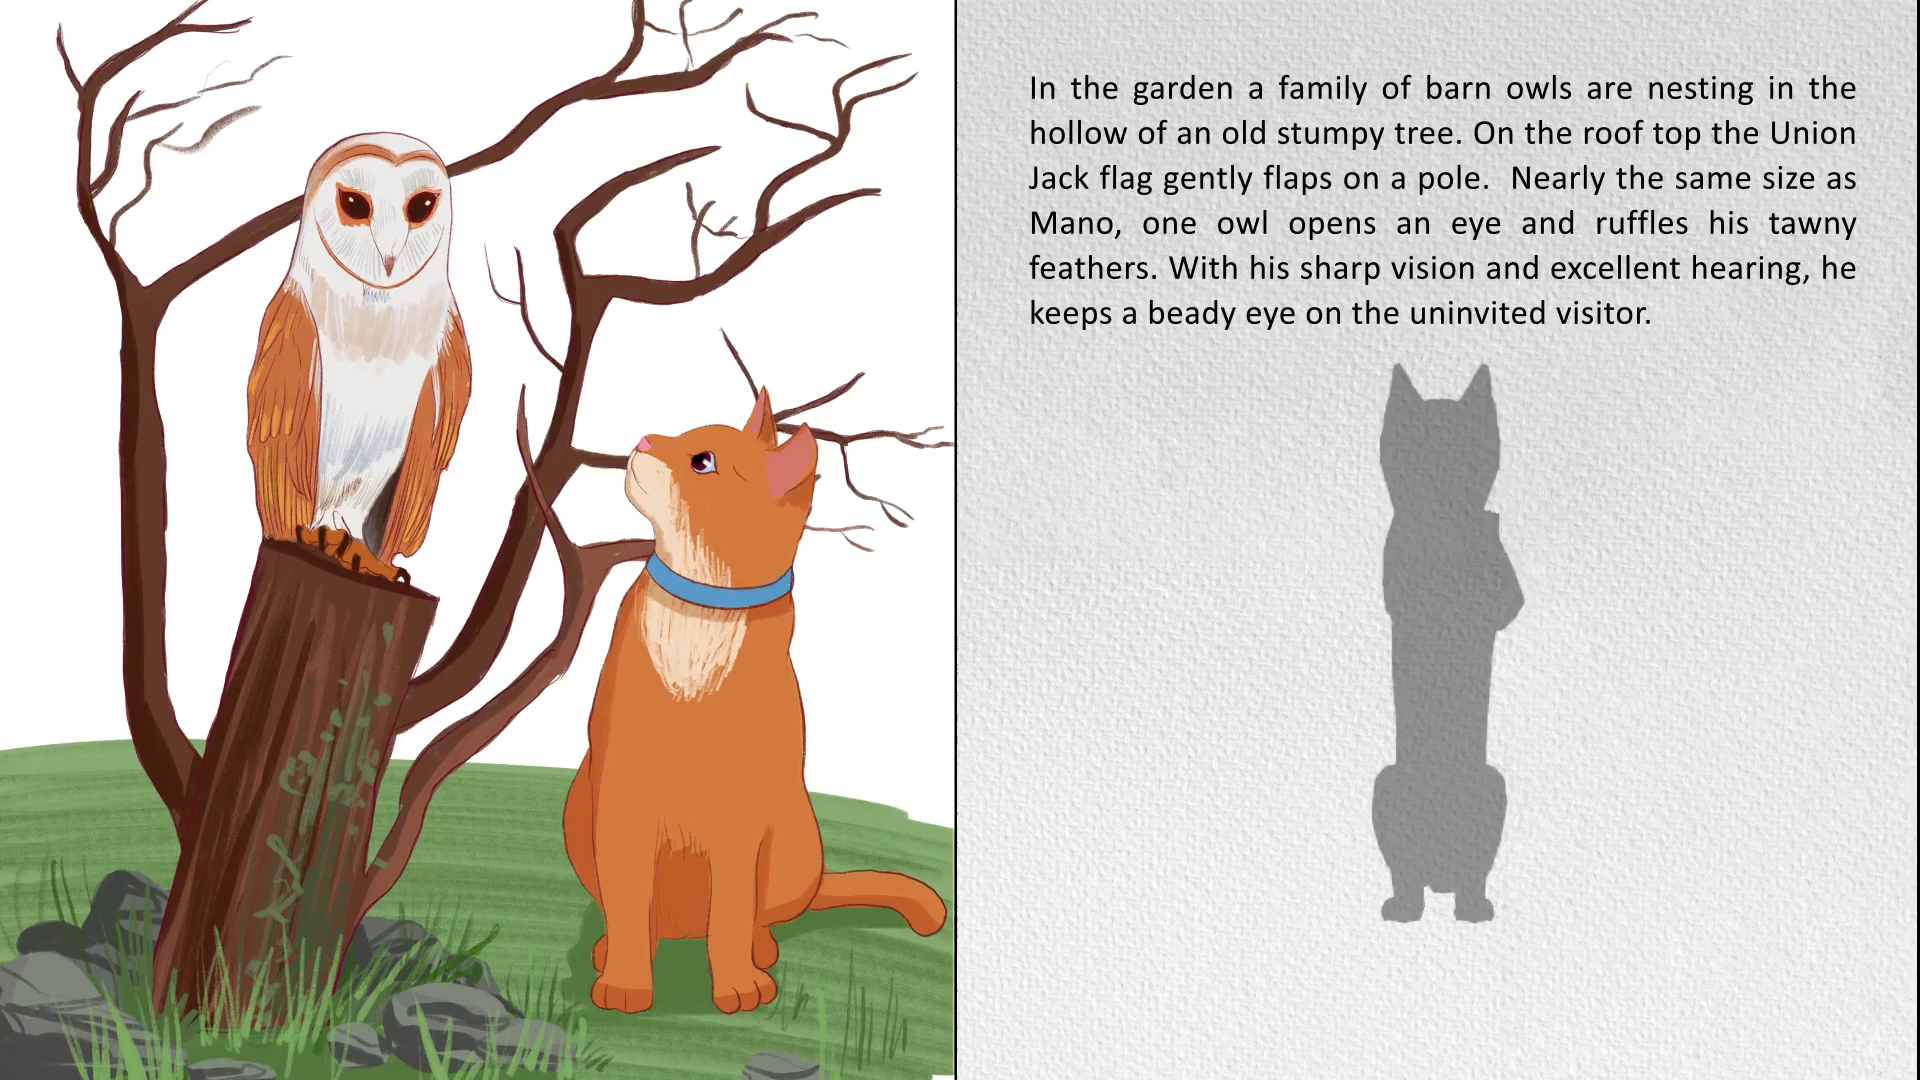 In the garden a family of barn owls are nesting in the
hollow of an old stumpy tree. On the roof top the Union
Jack flag gently flaps on a pole.  Nearly the same size as
Mano, one owl opens an eye and ruffles his tawny
feathers. With his sharp vision and excellent hearing, he
keeps a beady eye on the uninvited visitor.